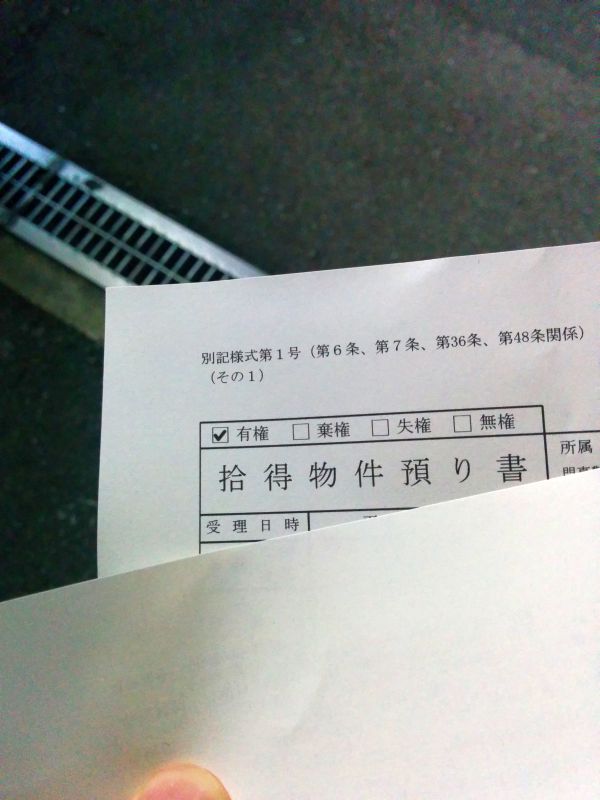 別記様式第１号（第６条、第７条、第36条、第48条関係）
（その１）
☑ 有権 □ 棄権 □ 失権 □ 無権
拾得物件預り書
所属
受理日時